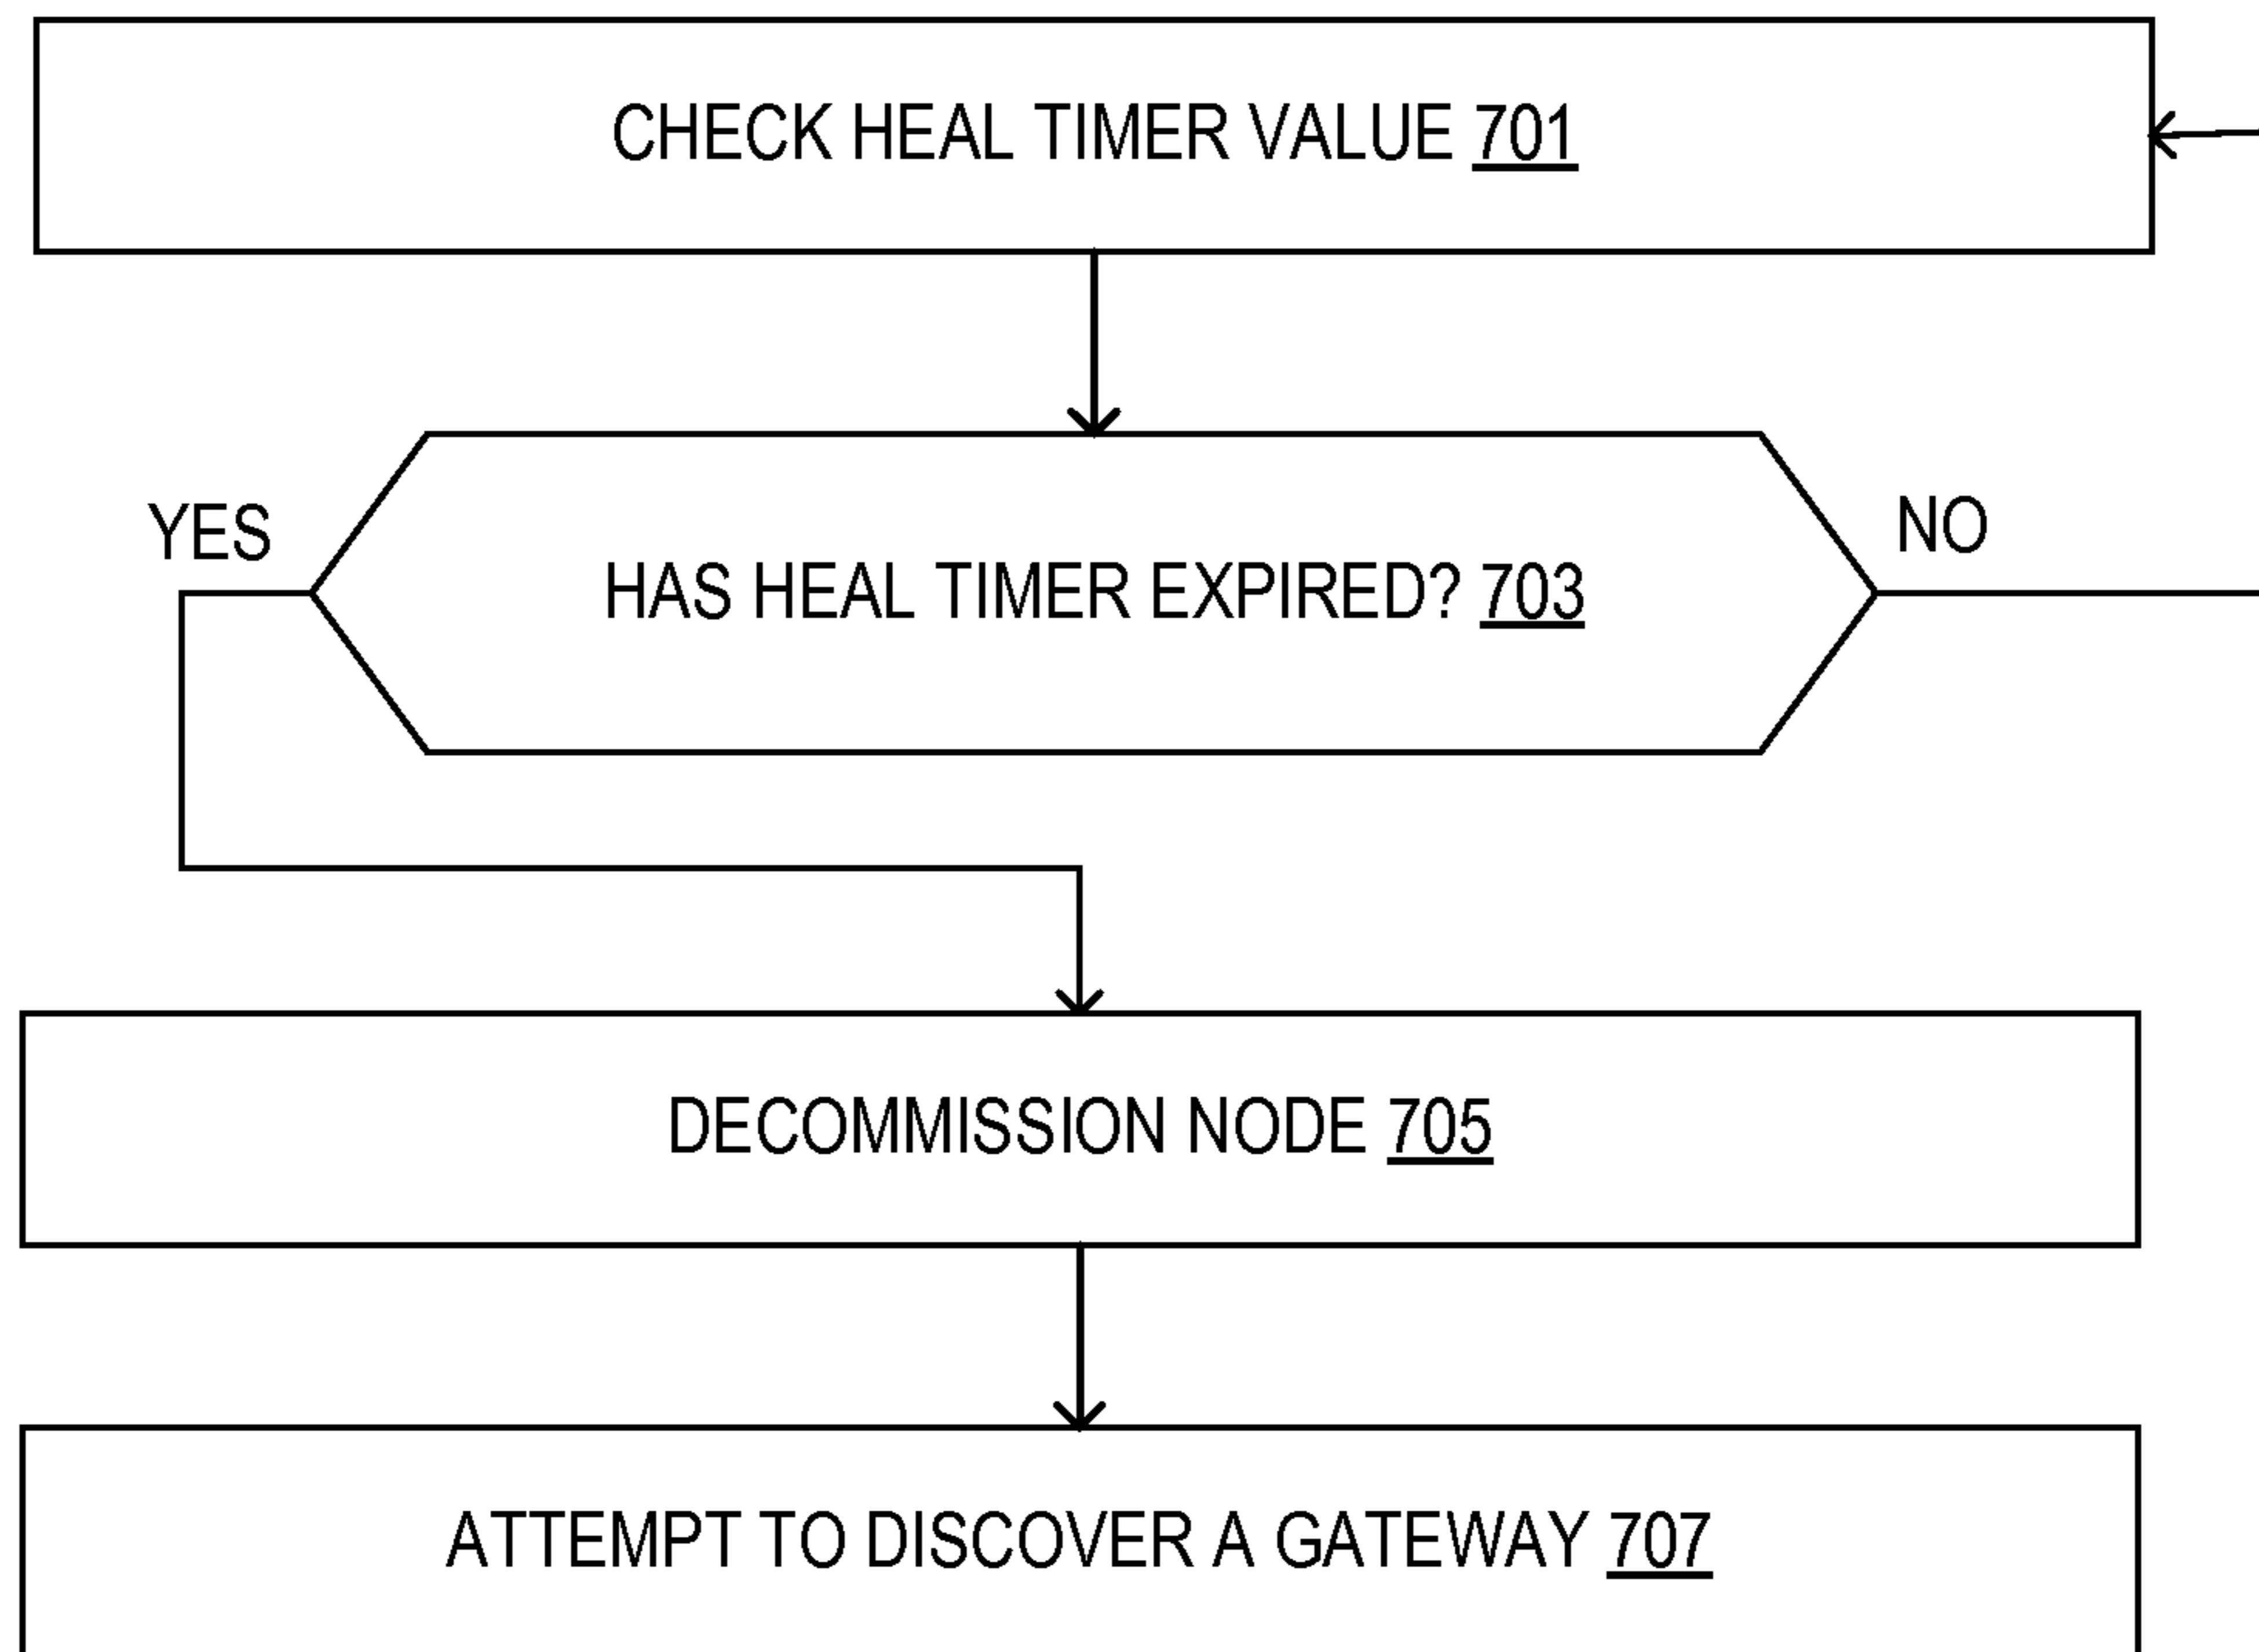 CHECK HEAL TIMER VALUE 701
YES
NO
HAS HEAL TIMER EXPIRED? 703
DECOMMISSION NODE 705
ATTEMPT TO DISCOVER A GATEWAY 707